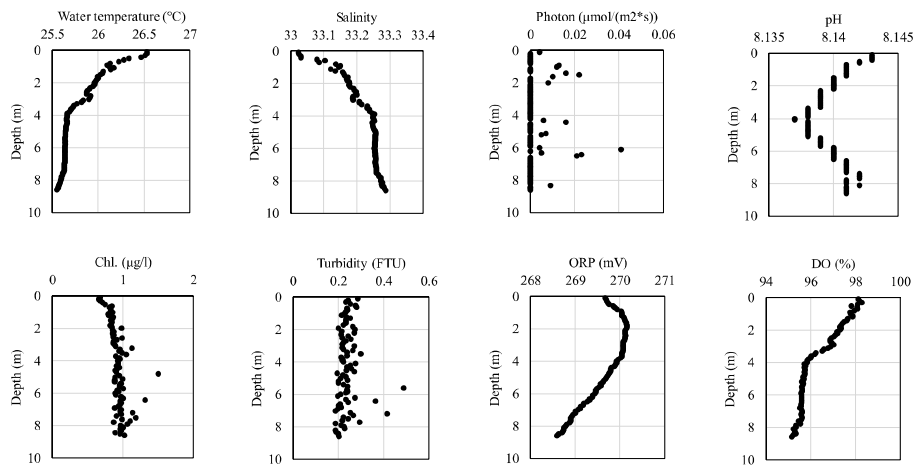 Water temperature (°C)
25.5 26 26.5 27
0
2
4
6
8
10
Depth (m)
Salinity
33 33.1 33.2 33.3 33.4
0
2
4
6
8
10
Depth (m)
Photon (μmol/(m2*s))
0 0.02 0.04 0.06
0
2
4
6
8
10
Depth (m)
pH
8.135 8.14 8.145
0
2
4
6
8
10
Depth (m)
Chl. (μg/l)
0 1 2
0
2
4
6
8
10
Depth (m)
Turbidity (FTU)
0 0.2 0.4 0.6
0
2
4
6
8
10
Depth (m)
ORP (mV)
268 269 270 271
0
2
4
6
8
10
Depth (m)
DO (%)
94 96 98 100
0
2
4
6
8
10
Depth (m)